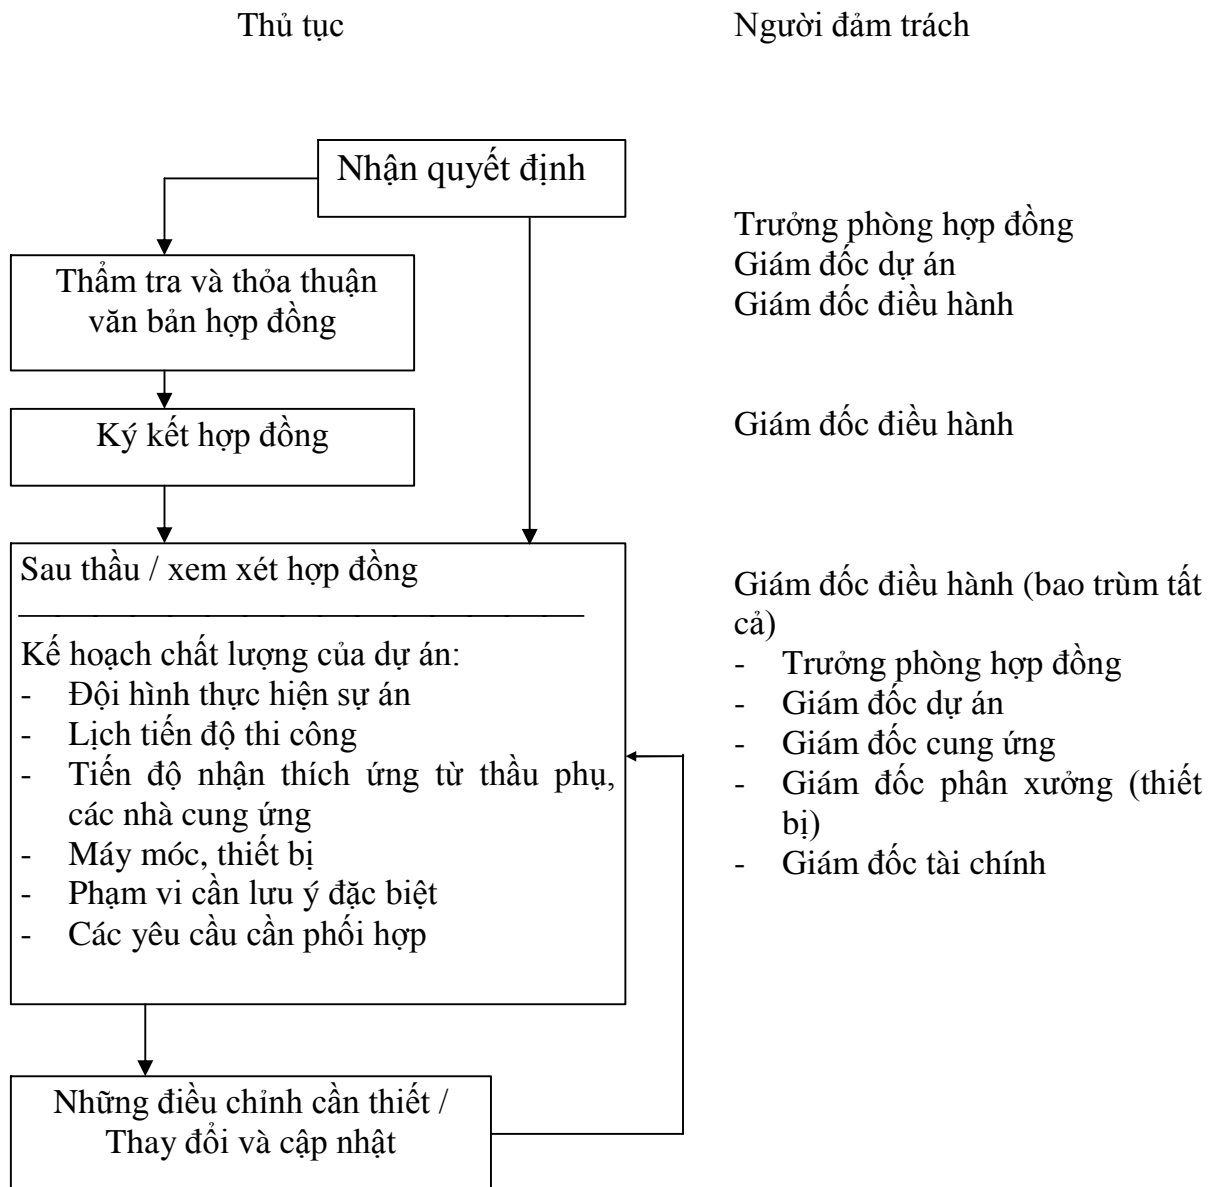 Thủ tục
Người đảm trách
Nhận quyết định
Thẩm tra và thỏa thuận
văn bản hợp đồng
Trưởng phòng hợp đồng
Giám đốc dự án
Giám đốc điều hành
Ký kết hợp đồng
Giám đốc điều hành
Sau thầu / xem xét hợp đồng
Kế hoạch chất lượng của dự án:
- Đội hình thực hiện sự án
- Lịch tiến độ thi công
- Tiến độ nhận thích ứng từ thầu phụ,
các nhà cung ứng
- Máy móc, thiết bị
- Phạm vi cần lưu ý đặc biệt
- Các yêu cầu cần phối hợp
Giám đốc điều hành (bao trùm tất
cả)
- Trưởng phòng hợp đồng
- Giám đốc dự án
- Giám đốc cung ứng
- Giám đốc phân xưởng (thiết
bị)
- Giám đốc tài chính
Những điều chỉnh cần thiết /
Thay đổi và cập nhật